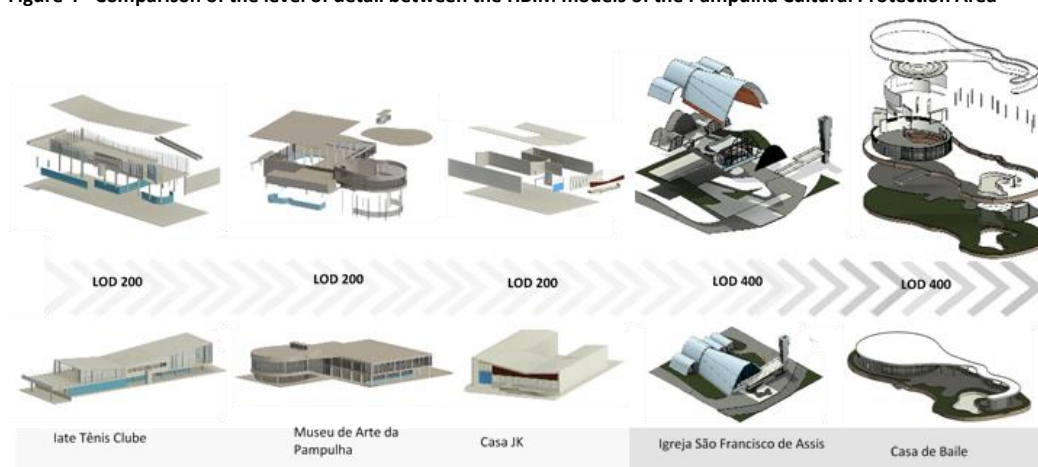 Figure - Comparison of the level of detail between the HBIM models of the Pampulha Cultural Protection Area
LOD 200
LOD 200
LOD 200
LOD 400
LOD 400
Iate Tênis Clube
Museu de Arte da
Pampulha
Casa JK
Igreja São Francisco de Assis
Casa de Baile